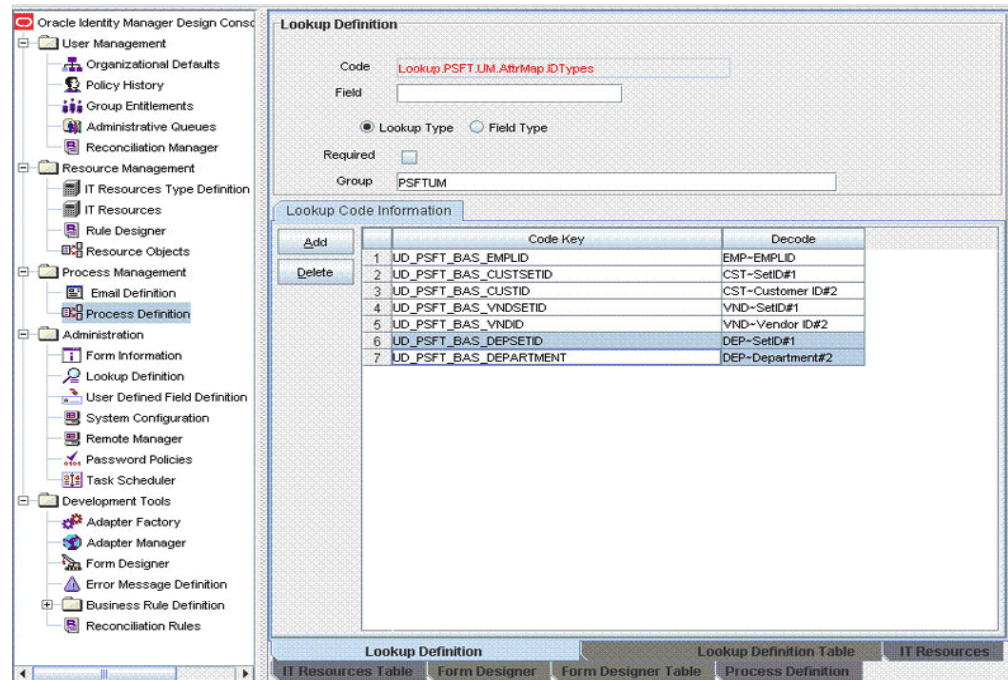 Oracle Identity Manager Design Consc
User Management
Organizational Defaults
Policy History
Group Entitlements
Administrative Queues
Reconciliation Manager
Resource Management
IT Resources Type Definition
IT Resources
Rule Designer
Resource Objects
Process Management
Email Definition
Process Definition
Administration
Form Information
Lookup Definition
User Defined Field Definition
System Configuration
Remote Manager
Password Policies
Task Scheduler
Development Tools
Adapter Factory
Adapter Manager
Form Designer
Error Message Definition
Business Rule Definition
Reconciliation Rules
Lookup Definition
Code Lookup.PSFT.UM.AttrMap.IDTypes
Field
Lookup Type Field Type
Required
Group PSFTUM
Lookup Code Information
Add
Delete
Code Key Decode
1 UD_PSFT_BAS_EMPLID EMP~EMPLID
2 UD_PSFT_BAS_CUSTSETID CST~SetID#1
3 UD_PSFT_BAS_CUSTID CST~Customer ID#2
4 UD_PSFT_BAS_VNDSETID VND~SetID#1
5 UD_PSFT_BAS_VNDID VND~Vendor ID#2
6 UD_PSFT_BAS_DEPSETID DEP~SetID#1
7 UD_PSFT_BAS_DEPARTMENT DEP~Department#2
Lookup Definition Lookup Definition Table IT Resources
IT Resources Table Form Designer Form Designer Table Process Definition